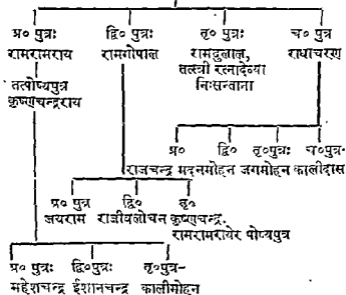 प्र० पुत्रः द्वि० पुत्रः तृ० पुत्रः च० पुत्र
रामरामराय रामगोपाल रामदुलाल, राधाचरण
तत्पोष्यपुत्र तत्स्त्री रत्नादेव्या
कृष्णचन्द्रराय निःसन्ताना
प्र० द्वि० तृ०पुत्रः च०पुत्र-
राजचन्द्र मदनमोहन जगमोहन कालीदास
प्र० पुत्र द्वि० तृ०
जयराम राजीवलोचन कृष्णचन्द्र.
रामरामरायेर पोष्यपुत्र
प्र० पुत्रः द्वि०पुत्रः तृ०पुत्र-
महेशचन्द्र ईशानचन्द्र कालीमोहन